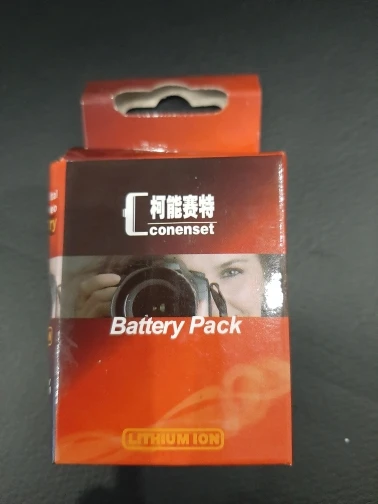 柯能赛特
conenset
Battery Pack
LITHIUM ION